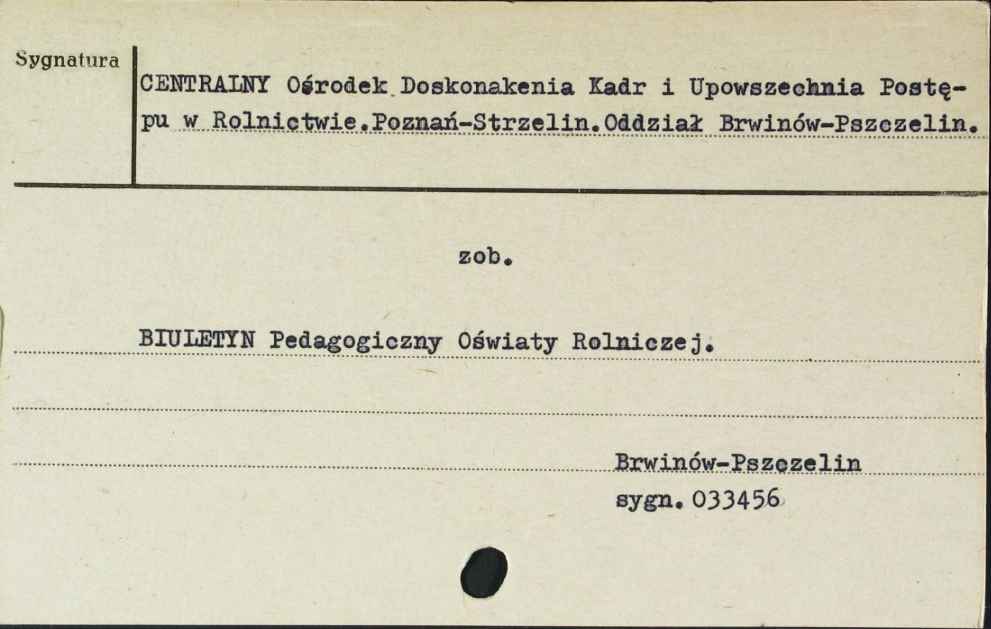 Sygnatura
CENTRALNY Ośrodek Doskonakenia Kadr i Upowszechnia Postę-
pu w Rolnictwie.Poznań-Strzelin.Oddział Brwinów-Pszczelin.
zob.
BIULETYN Pedagogiczny Oświaty Rolniczej.
Brwinów-Pszczelin
sygn. 033456